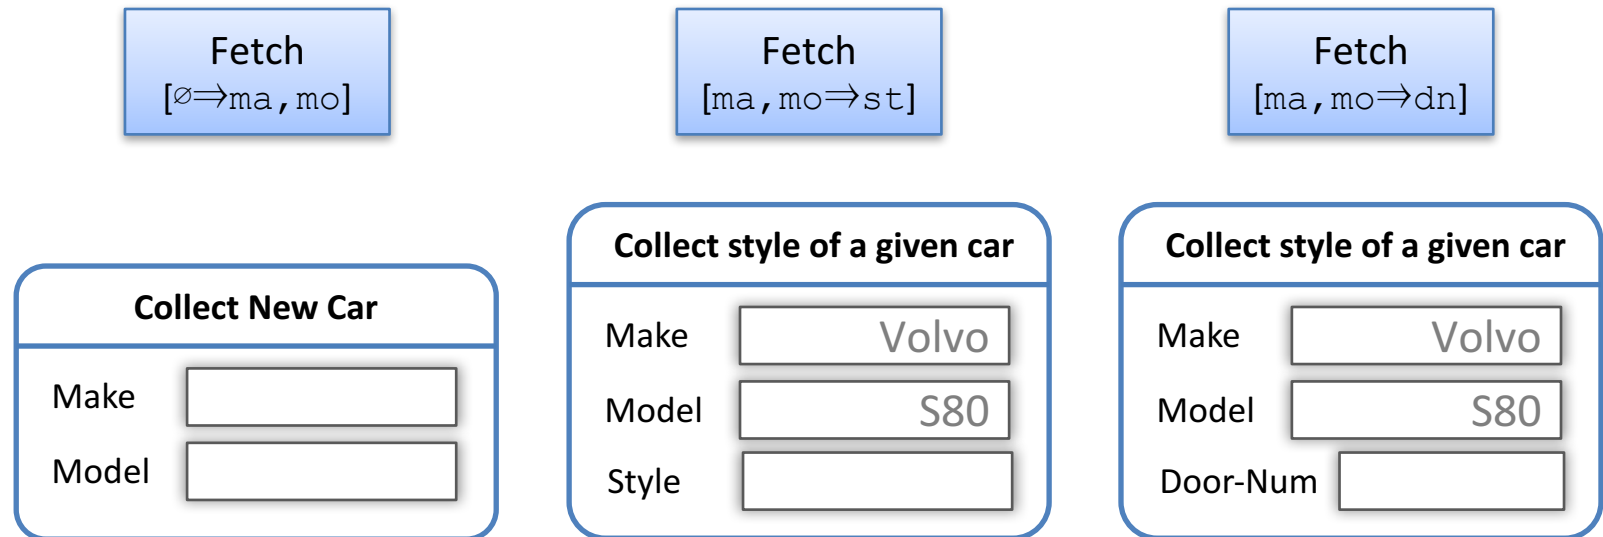 Fetch
[∅⇒ma,mo]
Fetch
[ma,mo⇒st]
Fetch
[ma,mo⇒dn]
Collect New Car
Make
Model
Collect style of a given car
Make Volvo
Model S80
Style
Collect style of a given car
Make Volvo
Model S80
Door-Num